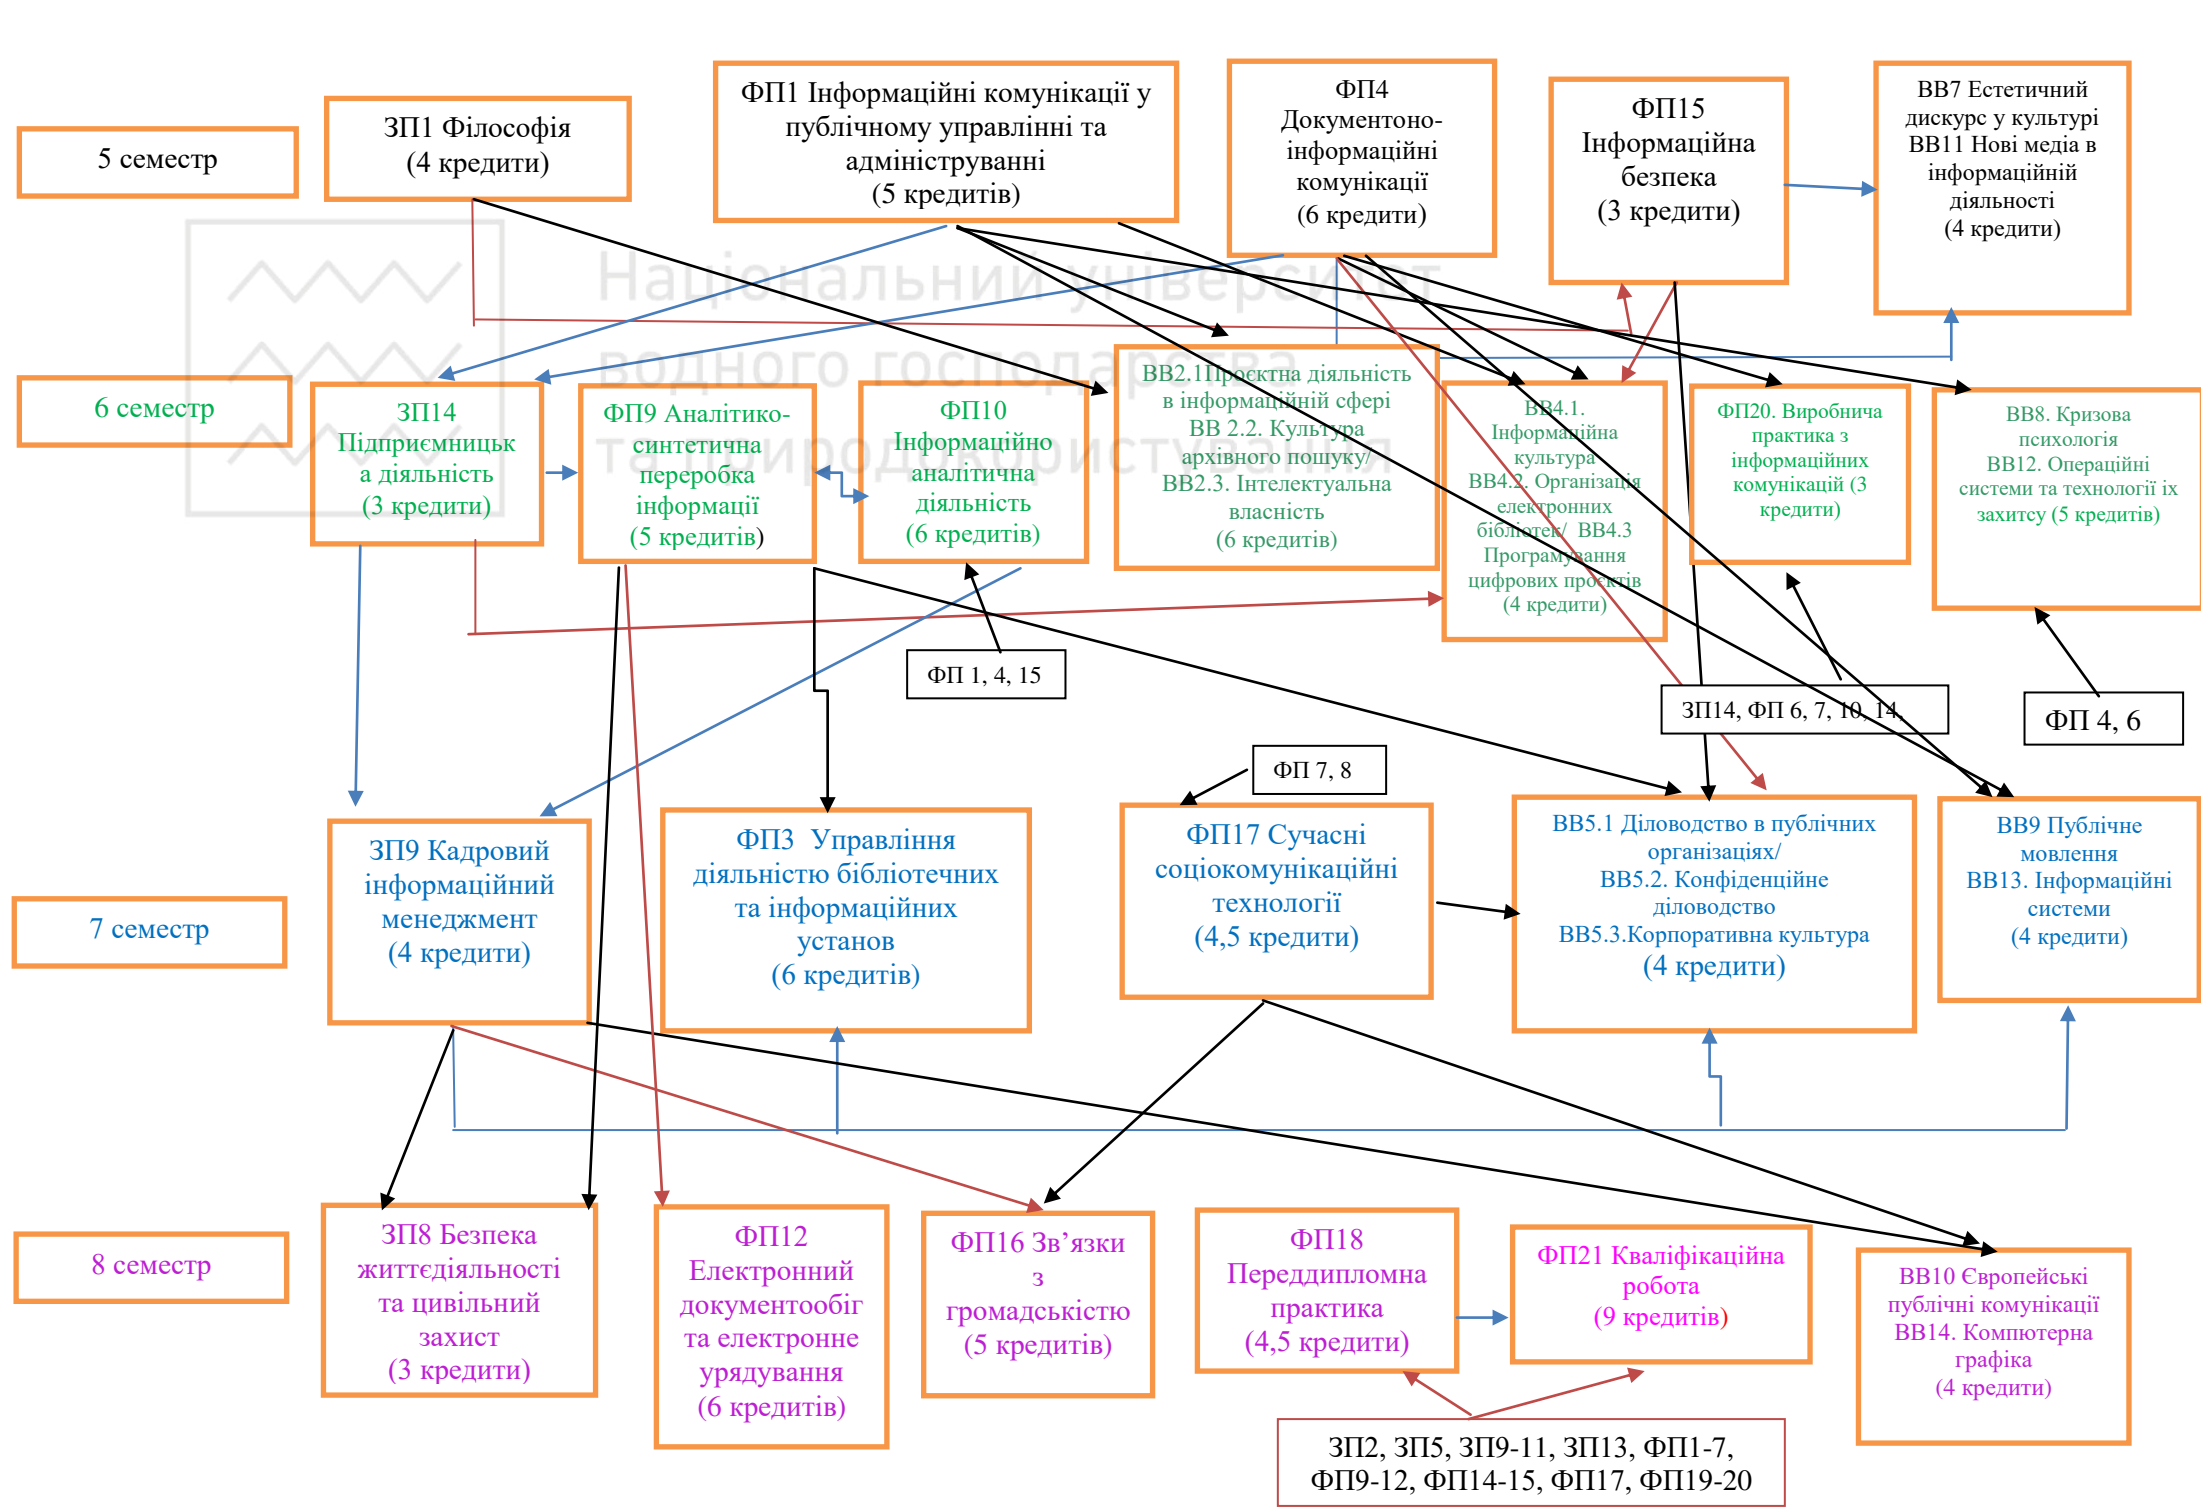 5 семестр
ЗП1 Філософія
(4 кредити)
ФП1 Інформаційні комунікації у
публічному управлінні та
адмініструванні
(5 кредитів)
ФП4
Документоно-
інформаційні
комунікації
(6 кредити)
ФП15
Інформаційна
безпека
(3 кредити)
ВВ7 Естетичний
дискурс у культурі
ВВ11 Нові медіа в
інформаційній
діяльності
(4 кредити)
Національний університет
водного господарства
та природокористування
6 семестр
ЗП14
Підприємницьк
а діяльність
(3 кредити)
ФП9 Аналітико-
синтетична
переробка
інформації
(5 кредитів)
ФП10
Інформаційно
аналітична
діяльність
(6 кредитів)
ВВ2.1Проєктна діяльність
в інформаційній сфері
ВВ 2.2. Культура
архівного пошуку/
ВВ2.3. Інтелектуальна
власність
(6 кредитів)
ВВ4.1.
Інформаційна
культура
ВВ4.2. Організація
електронних
бібліотек/ ВВ4.3
Програмування
цифрових проєктів
(4 кредити)
ФП20. Виробнича
практика з
інформаційних
комунікацій (3
кредити)
ВВ8. Кризова
психологія
ВВ12. Операційні
системи та технології іх
захитсу (5 кредитів)
ФП 1, 4, 15
ЗП14, ФП 6, 7, 10, 14,
ФП 4, 6
ФП 7, 8
7 семестр
ЗП9 Кадровий
інформаційний
менеджмент
(4 кредити)
ФП3 Управління
діяльністю бібліотечних
та інформаційних
установ
(6 кредитів)
ФП17 Сучасні
соціокомунікаційні
технології
(4,5 кредити)
ВВ5.1 Діловодство в публічних
організаціях/
ВВ5.2. Конфіденційне
діловодство
ВВ5.3.Корпоративна культура
(4 кредити)
ВВ9 Публічне
мовлення
ВВ13. Інформаційні
системи
(4 кредити)
8 семестр
ЗП8 Безпека
життєдіяльності
та цивільний
захист
(3 кредити)
ФП12
Електронний
документообіг
та електронне
урядування
(6 кредитів)
ФП16 Зв’язки
з
громадськістю
(5 кредитів)
ФП18
Переддипломна
практика
(4,5 кредити)
ФП21 Кваліфікаційна
робота
(9 кредитів)
ВВ10 Європейські
публічні комунікації
ВВ14. Компютерна
графіка
(4 кредити)
ЗП2, ЗП5, ЗП9-11, ЗП13, ФП1-7,
ФП9-12, ФП14-15, ФП17, ФП19-20